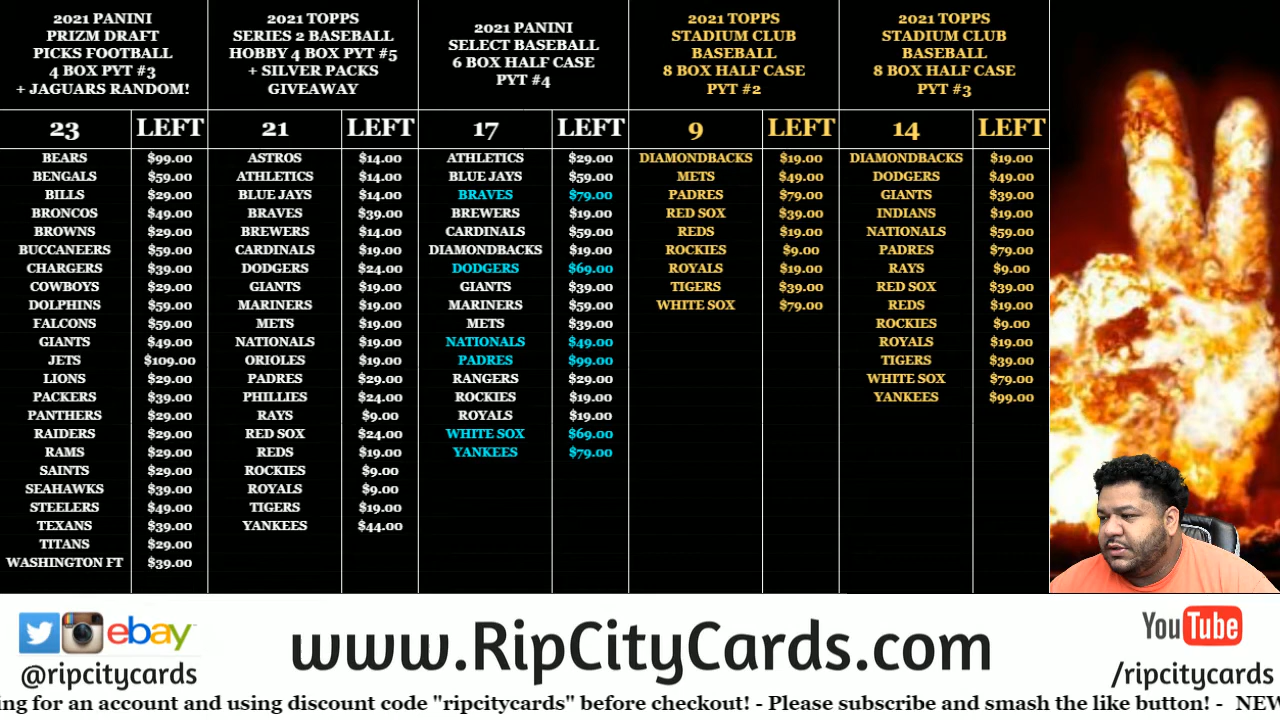 2021 PANINI
PRIZM DRAFT
PICKS FOOTBALL
4 BOX PYT #3
+ JAGUARS RANDOM!
23 LEFT
BEARS $99.00
BENGALS $59.00
BILLS $29.00
BRONCOS $49.00
BROWNS $29.00
BUCCANEERS $59.00
CHARGERS $39.00
COWBOYS $29.00
DOLPHINS $59.00
FALCONS $59.00
GIANTS $49.00
JETS $109.00
LIONS $29.00
PACKERS $39.00
PANTHERS $29.00
RAIDERS $29.00
RAMS $29.00
SAINTS $29.00
SEAHAWKS $39.00
STEELERS $49.00
TEXANS $39.00
TITANS $29.00
WASHINGTON FT $39.00
2021 TOPPS
SERIES 2 BASEBALL
HOBBY 4 BOX PYT #5
+ SILVER PACKS
GIVEAWAY
21 LEFT
ASTROS $14.00
ATHLETICS $14.00
BLUE JAYS $14.00
BRAVES $39.00
BREWERS $14.00
CARDINALS $19.00
DODGERS $24.00
GIANTS $19.00
MARINERS $19.00
METS $19.00
NATIONALS $19.00
ORIOLES $19.00
PADRES $29.00
PHILLIES $24.00
RAYS $9.00
RED SOX $24.00
REDS $19.00
ROCKIES $9.00
ROYALS $9.00
TIGERS $19.00
YANKEES $44.00
2021 PANINI
SELECT BASEBALL
6 BOX HALF CASE
PYT #4
17 LEFT
ATHLETICS $29.00
BLUE JAYS $59.00
BRAVES $79.00
BREWERS $19.00
CARDINALS $59.00
DIAMONDBACKS $19.00
DODGERS $69.00
GIANTS $39.00
MARINERS $59.00
METS $39.00
NATIONALS $49.00
PADRES $99.00
RANGERS $29.00
ROCKIES $19.00
ROYALS $19.00
WHITE SOX $69.00
YANKEES $79.00
2021 TOPPS
STADIUM CLUB
BASEBALL
8 BOX HALF CASE
PYT #2
9 LEFT
DIAMONDBACKS $19.00
METS $49.00
PADRES $79.00
RED SOX $39.00
REDS $19.00
ROCKIES $9.00
ROYALS $19.00
TIGERS $39.00
WHITE SOX $79.00
2021 TOPPS
STADIUM CLUB
BASEBALL
8 BOX HALF CASE
PYT #3
14 LEFT
DIAMONDBACKS $19.00
DODGERS $49.00
GIANTS $39.00
INDIANS $19.00
NATIONALS $59.00
PADRES $79.00
RAYS $9.00
RED SOX $39.00
REDS $19.00
ROCKIES $9.00
ROYALS $19.00
TIGERS $39.00
WHITE SOX $79.00
YANKEES $99.00
ebay
@ripcitycards
www.RipCityCards.com
YouTube
/ripcitycards
ing for an account and using discount code "ripcitycards" before checkout! - Please subscribe and smash the like button! - NEW